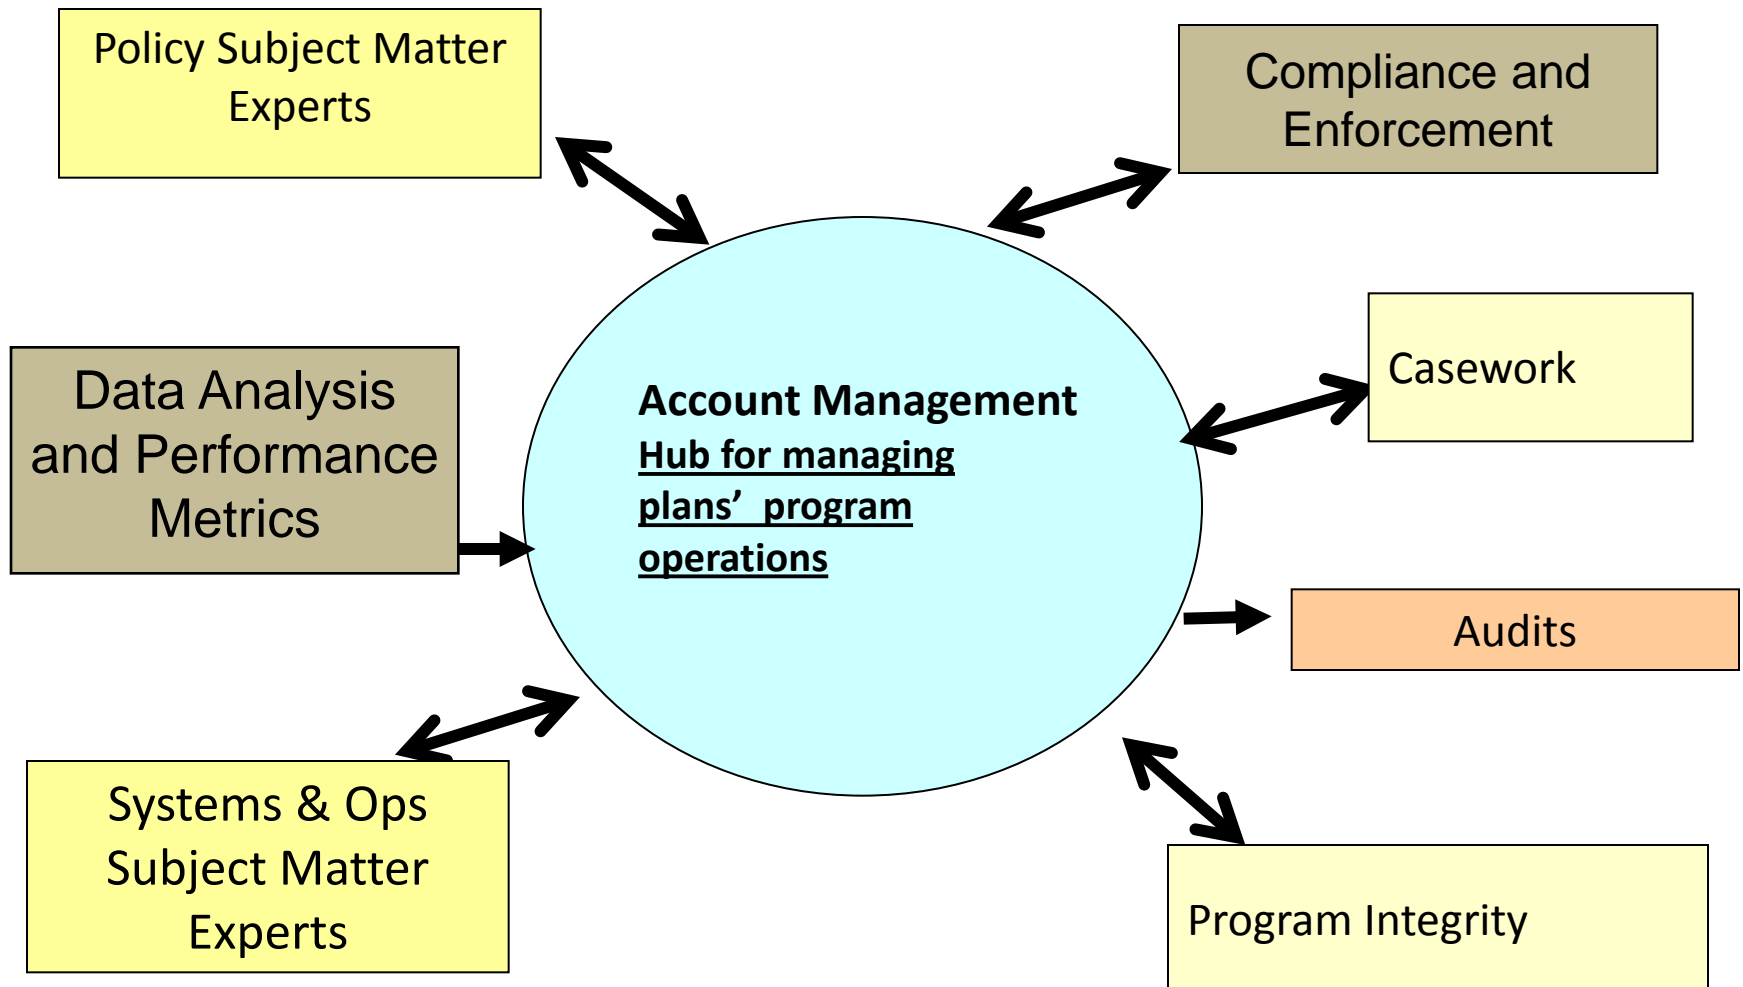 Policy Subject Matter
Experts
Compliance and
Enforcement
Data Analysis
and Performance
Metrics
Account Management
Hub for managing
plans’  program
operations
Casework
Audits
Systems & Ops
Subject Matter
Experts
Program Integrity